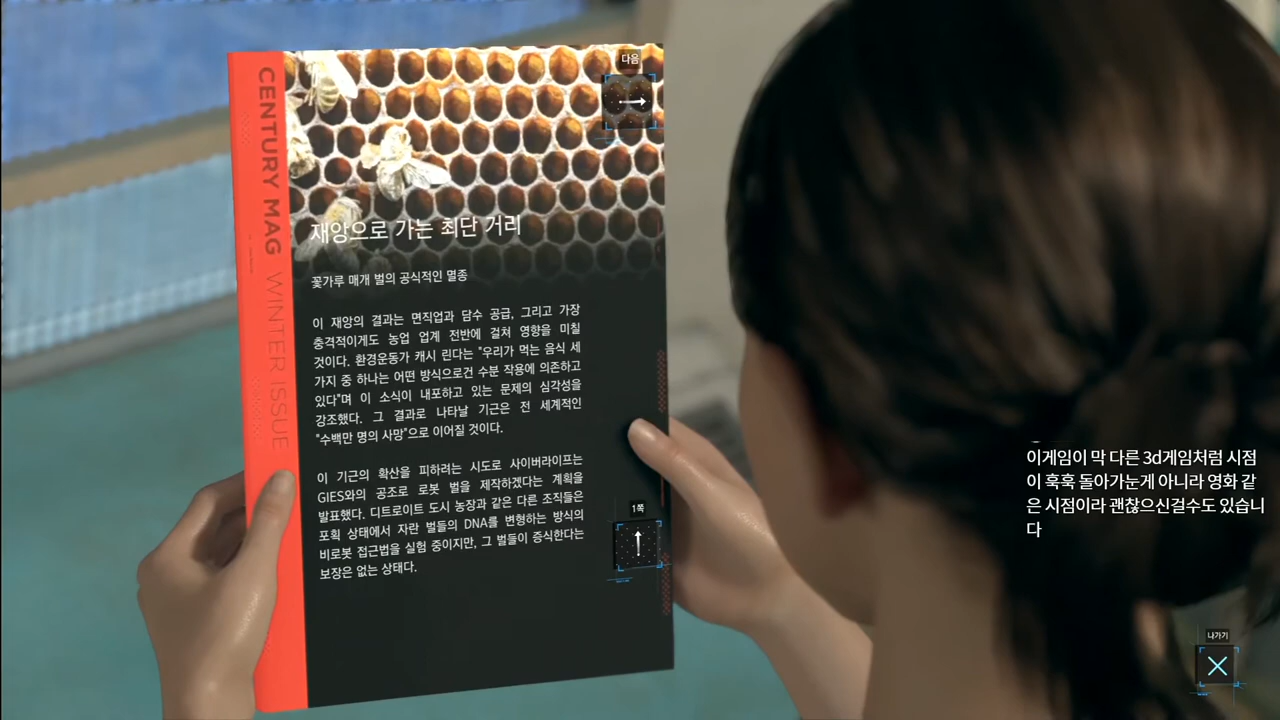 다음
CENTURY MAG WINTER ISSUE
재앙으로 가는 최단 거리
꽃가루 매개 벌의 공식적인 멸종
이 재앙의 결과는 면직업과 담수 공급, 그리고 가장
충격적이게도 농업 업계 전반에 걸쳐 영향을 미칠
것이다. 환경운동가 캐시 린다는 "우리가 먹는 음식 세
가지 중 하나는 어떤 방식으로건 수분 작용에 의존하고
있다"며 이 소식이 내포하고 있는 문제의 심각성을
강조했다. 그 결과로 나타날 기근은 전 세계적인
"수백만 명의 사망"으로 이어질 것이다.
이 기근의 확산을 피하려는 시도로 사이버라이프는
GIES와의 공조로 로봇 벌을 제작하겠다는 계획을
발표했다. 디트로이트 도시 농장과 같은 다른 조직들은
포획 상태에서 자란 벌들의 DNA를 변형하는 방식의
비로봇 접근법을 실험 중이지만, 그 벌들이 증식한다는
보장은 없는 상태다.
1쪽
이게임이 막 다른 3d게임처럼 시점
이 훅훅 돌아가눈게 아니라 영화 같
은 시점이라 괜찮으신걸수도 있습니
다
나가기